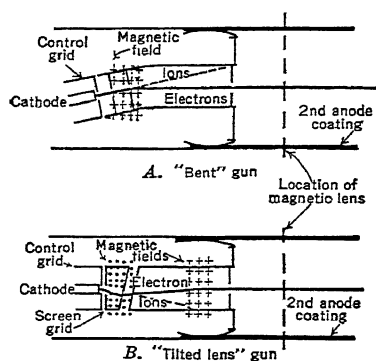 Control
grid
Magnetic
field
Ions
Cathode
Electrons
2nd anode
coating
A. "Bent" gun
Location of
magnetic lens
Control
grid
Magnetic
fields
Electron
Cathode
Ions
2nd anode
coating
Screen
grid
B. "Tilted lens" gun